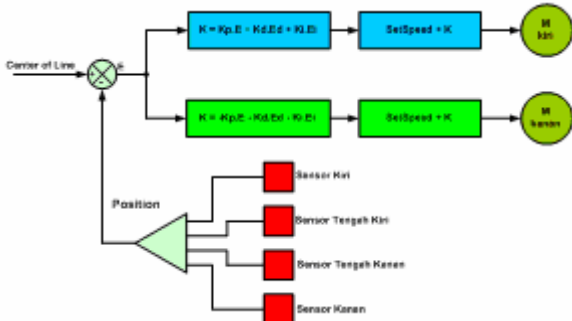 K = Kp.E - Kd.Ed + Ki.Ei
SetSpeed + K
M
kiri
Center of Line
+
-
E
K = -Kp.E - Kd.Ed - Ki.Ei
SetSpeed + K
M
kanan
Sensor Kiri
Position
Sensor Tengah Kiri
Sensor Tengah Kanan
Sensor Kanan